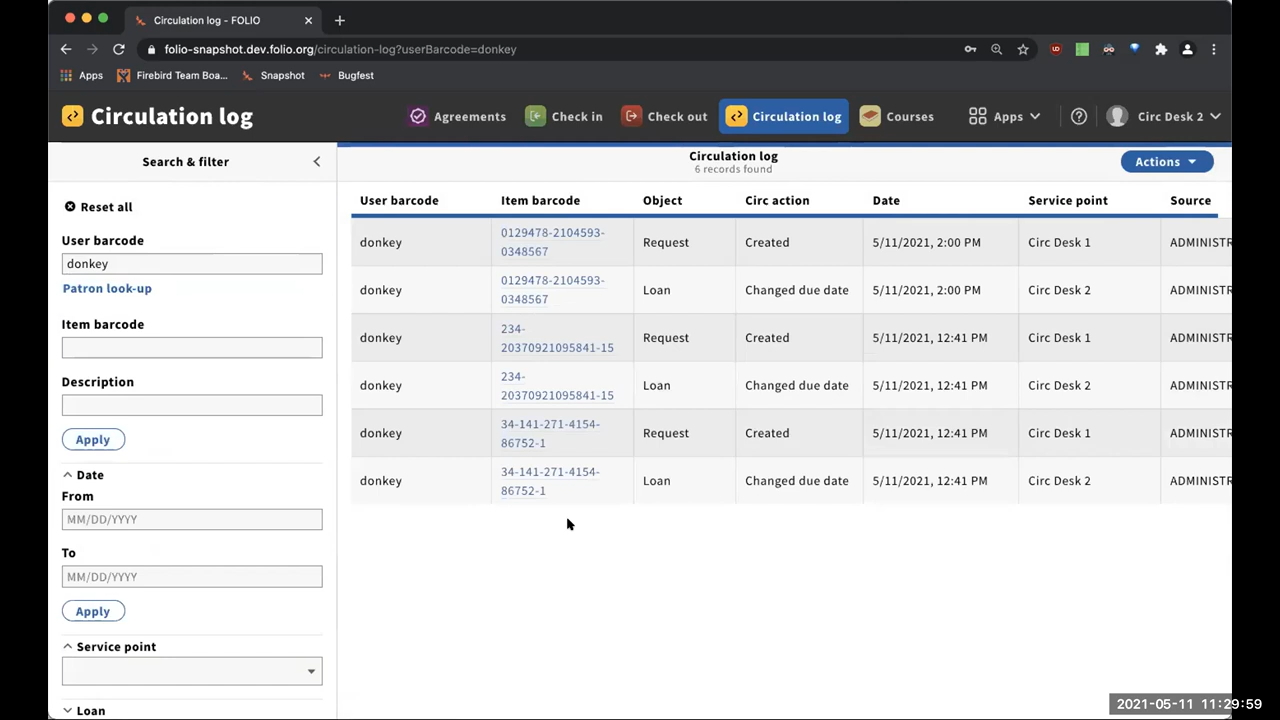 Circulation log - FOLIO
folio-snapshot.dev.folio.org/circulation-log?userBarcode=donkey
Apps Firebird Team Boa... Snapshot Bugfest
Circulation log Agreements Check in Check out Circulation log Courses Apps Circ Desk 2
Search & filter
Circulation log
6 records found
Actions
Reset all
User barcode
donkey
Patron look-up
Item barcode
Description
Apply
Date
From
MM/DD/YYYY
To
MM/DD/YYYY
Apply
Service point
Loan
User barcode Item barcode Object Circ action Date Service point Source
donkey 0129478-2104593-
0348567 Request Created 5/11/2021, 2:00 PM Circ Desk 1 ADMINISTR
donkey 0129478-2104593-
0348567 Loan Changed due date 5/11/2021, 2:00 PM Circ Desk 2 ADMINISTR
donkey 234-
20370921095841-15 Request Created 5/11/2021, 12:41 PM Circ Desk 1 ADMINISTR
donkey 234-
20370921095841-15 Loan Changed due date 5/11/2021, 12:41 PM Circ Desk 2 ADMINISTR
donkey 34-141-271-4154-
86752-1 Request Created 5/11/2021, 12:41 PM Circ Desk 1 ADMINISTR
donkey 34-141-271-4154-
86752-1 Loan Changed due date 5/11/2021, 12:41 PM Circ Desk 2 ADMINISTR
2021-05-11 11:29:59